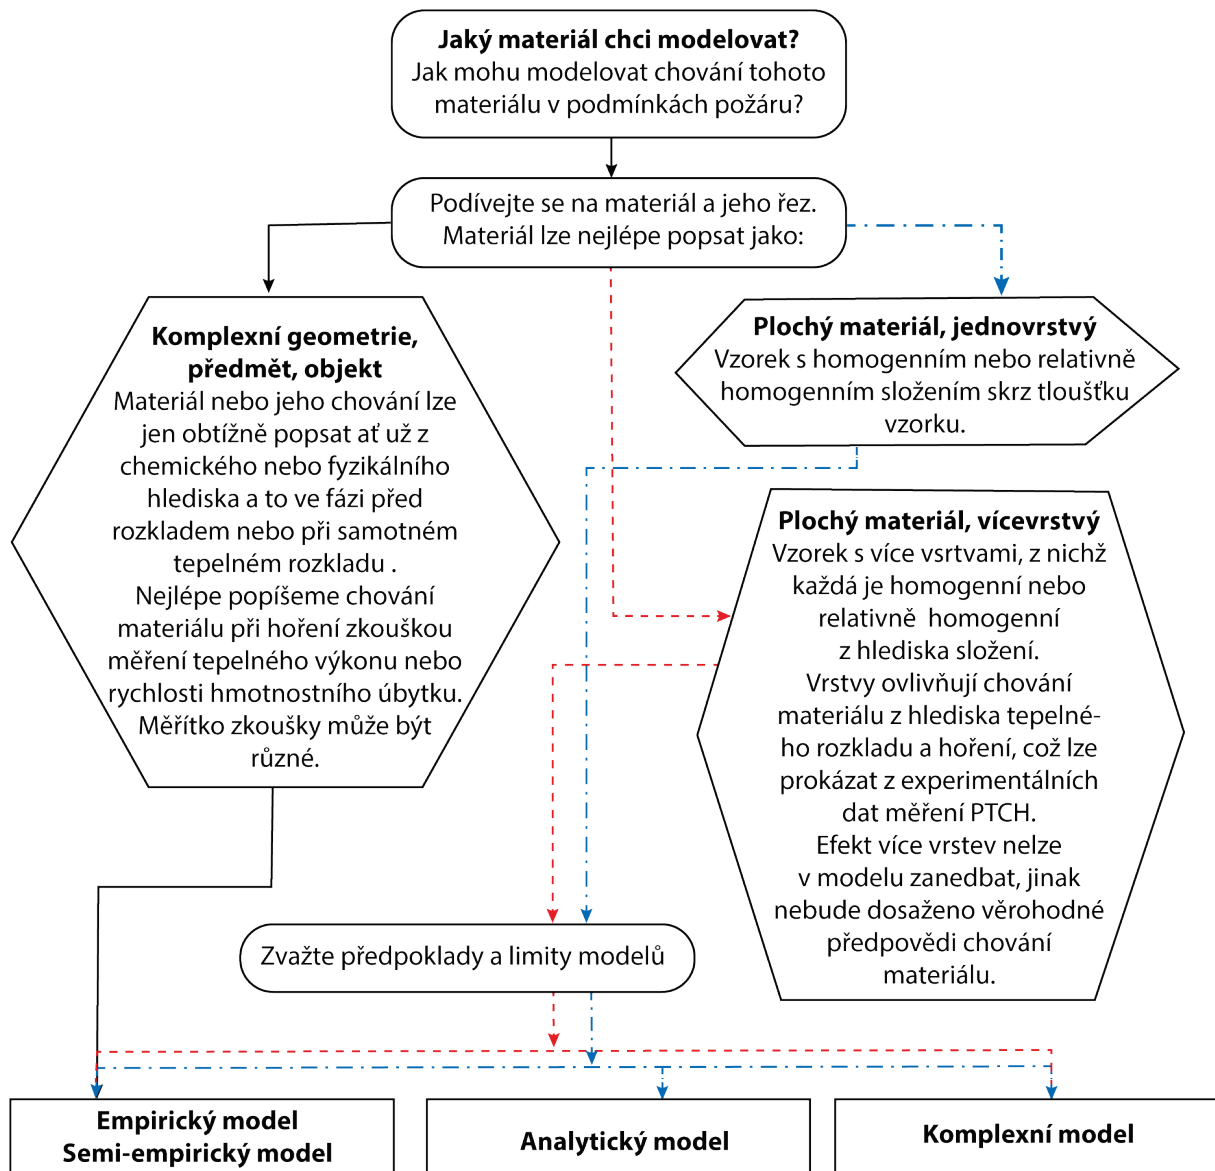 Jaký materiál chci modelovat?
Jak mohu modelovat chování tohoto
materiálu v podmínkách požáru?
Podívejte se na materiál a jeho řez.
Materiál lze nejlépe popsat jako:
Komplexní geometrie,
předmět, objekt
Materiál nebo jeho chování lze
jen obtížně popsat ať už z
chemického nebo fyzikálního
hlediska a to ve fázi před
rozkladem nebo při samotném
tepelném rozkladu .
Nejlépe popíšeme chování
materiálu při hoření zkouškou
měření tepelného výkonu nebo
rychlosti hmotnostního úbytku.
Měřítko zkoušky může být
různé.
Plochý materiál, jednovrstvý
Vzorek s homogenním nebo relativně
homogenním složením skrz tloušťku
vzorku.
Plochý materiál, vícevrstvý
Vzorek s více vsrtvami, z nichž
každá je homogenní nebo
relativně  homogenní
z hlediska složení.
Vrstvy ovlivňují chování
materiálu z hlediska tepelné-
ho rozkladu a hoření, což lze
prokázat z experimentálních
dat měření PTCH.
Efekt více vrstev nelze
v modelu zanedbat, jinak
nebude dosaženo věrohodné
předpovědi chování
materiálu.
Zvažte předpoklady a limity modelů
Empirický model
Semi-empirický model
Analytický model
Komplexní model